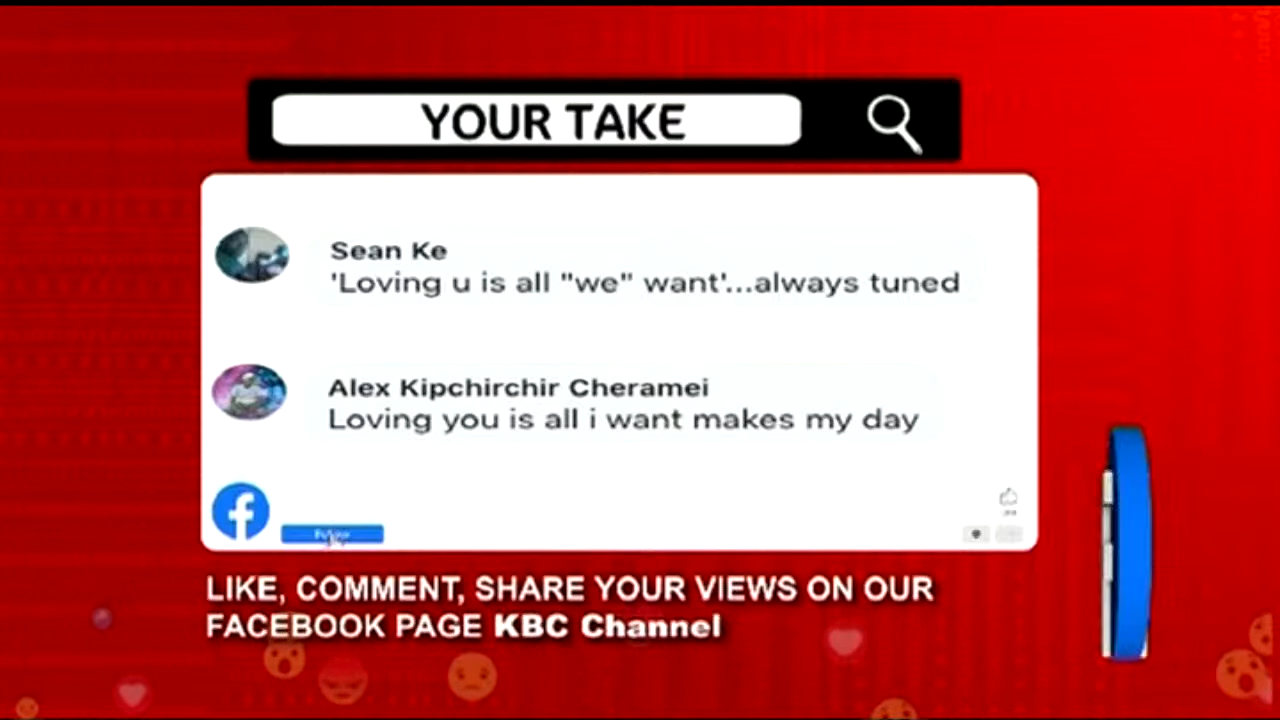 YOUR TAKE
Sean Ke
'Loving u is all "we" want'...always tuned
Alex Kipchirchir Cheramei
Loving you is all i want makes my day
Follow
LIKE, COMMENT, SHARE YOUR VIEWS ON OUR
FACEBOOK PAGE KBC Channel